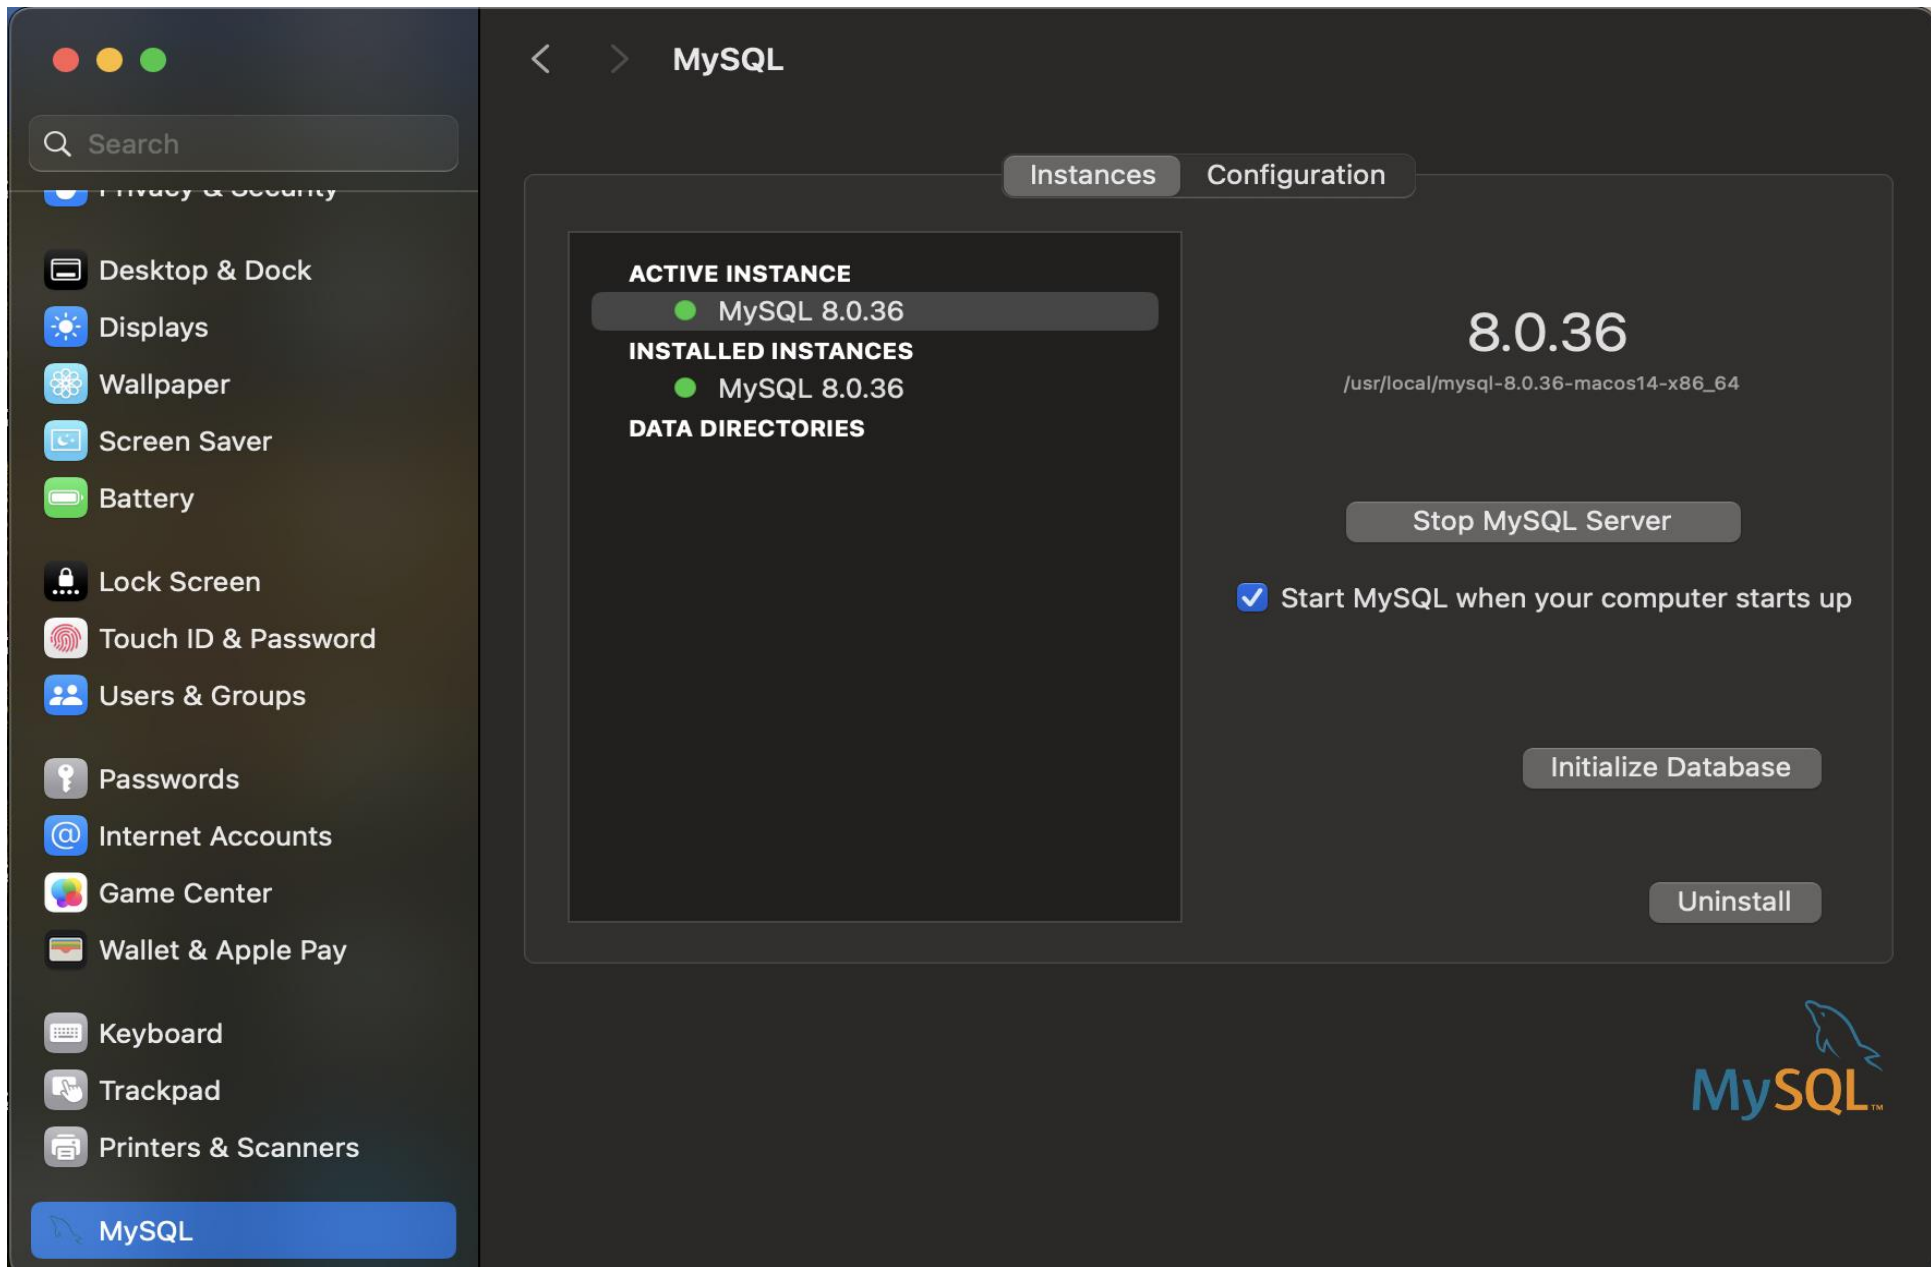 MySQL
Search
Privacy & Security
Desktop & Dock
Displays
Wallpaper
Screen Saver
Battery
Lock Screen
Touch ID & Password
Users & Groups
Passwords
@ Internet Accounts
Game Center
Wallet & Apple Pay
Keyboard
Trackpad
Printers & Scanners
MySQL
Instances Configuration
ACTIVE INSTANCE
MySQL 8.0.36
INSTALLED INSTANCES
MySQL 8.0.36
DATA DIRECTORIES
8.0.36
/usr/local/mysql-8.0.36-macos14-x86_64
Stop MySQL Server
Start MySQL when your computer starts up
Initialize Database
Uninstall
MySQL™